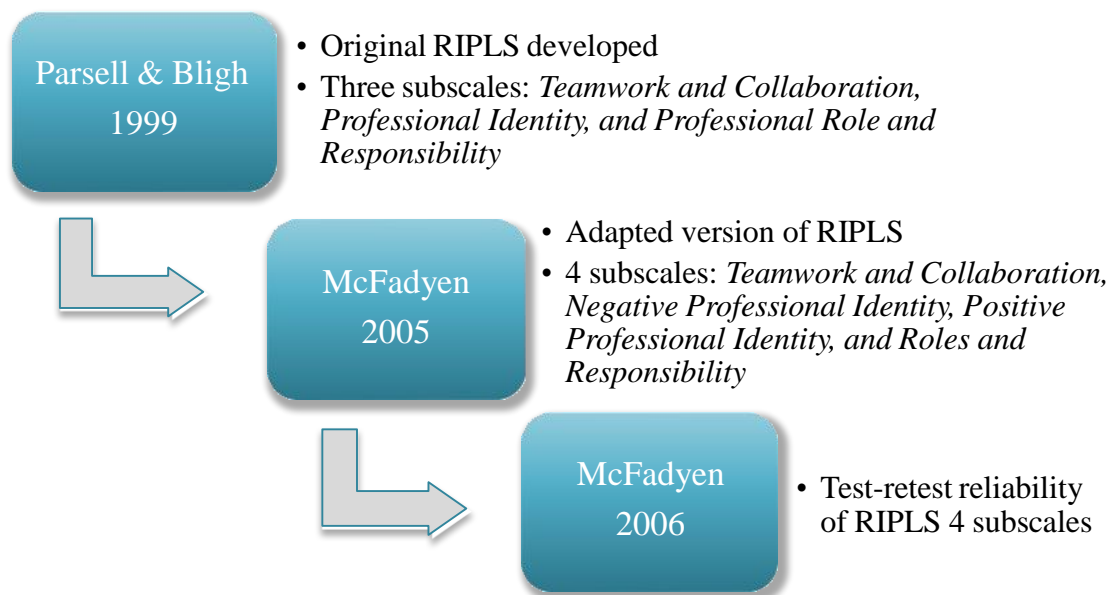 Parsell & Bligh
1999
• Original RIPLS developed
• Three subscales: Teamwork and Collaboration,
Professional Identity, and Professional Role and
Responsibility
McFadyen
2005
• Adapted version of RIPLS
• 4 subscales: Teamwork and Collaboration,
Negative Professional Identity, Positive
Professional Identity, and Roles and
Responsibility
McFadyen
2006
• Test-retest reliability
of RIPLS 4 subscales